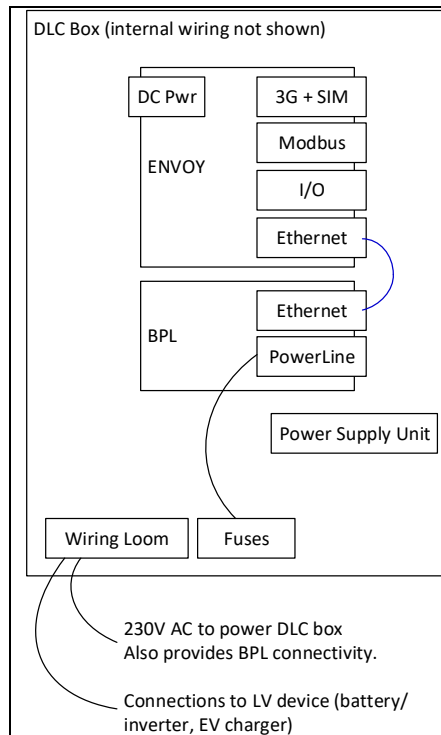 DLC Box (internal wiring not shown)
DC Pwr
3G + SIM
Modbus
ENVOY
I/O
Ethernet
Ethernet
BPL
PowerLine
Power Supply Unit
Wiring Loom
Fuses
230V AC to power DLC box
Also provides BPL connectivity.
Connections to LV device (battery/
inverter, EV charger)